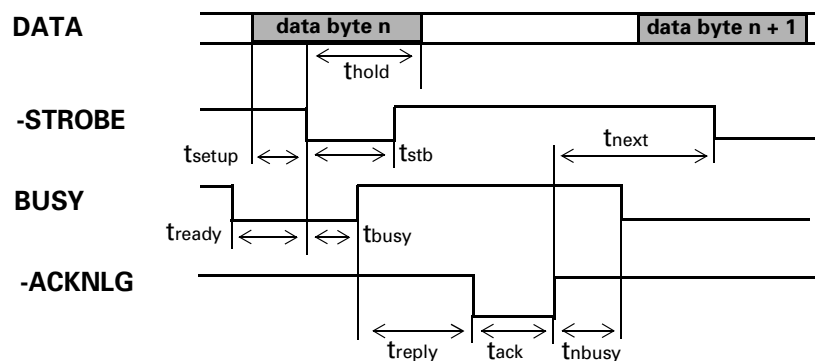 DATA
data byte n
data byte n + 1
thold
-STROBE
tsetup
tstb
tnext
BUSY
tready
tbusy
-ACKNLG
treply
tack
tnbusy